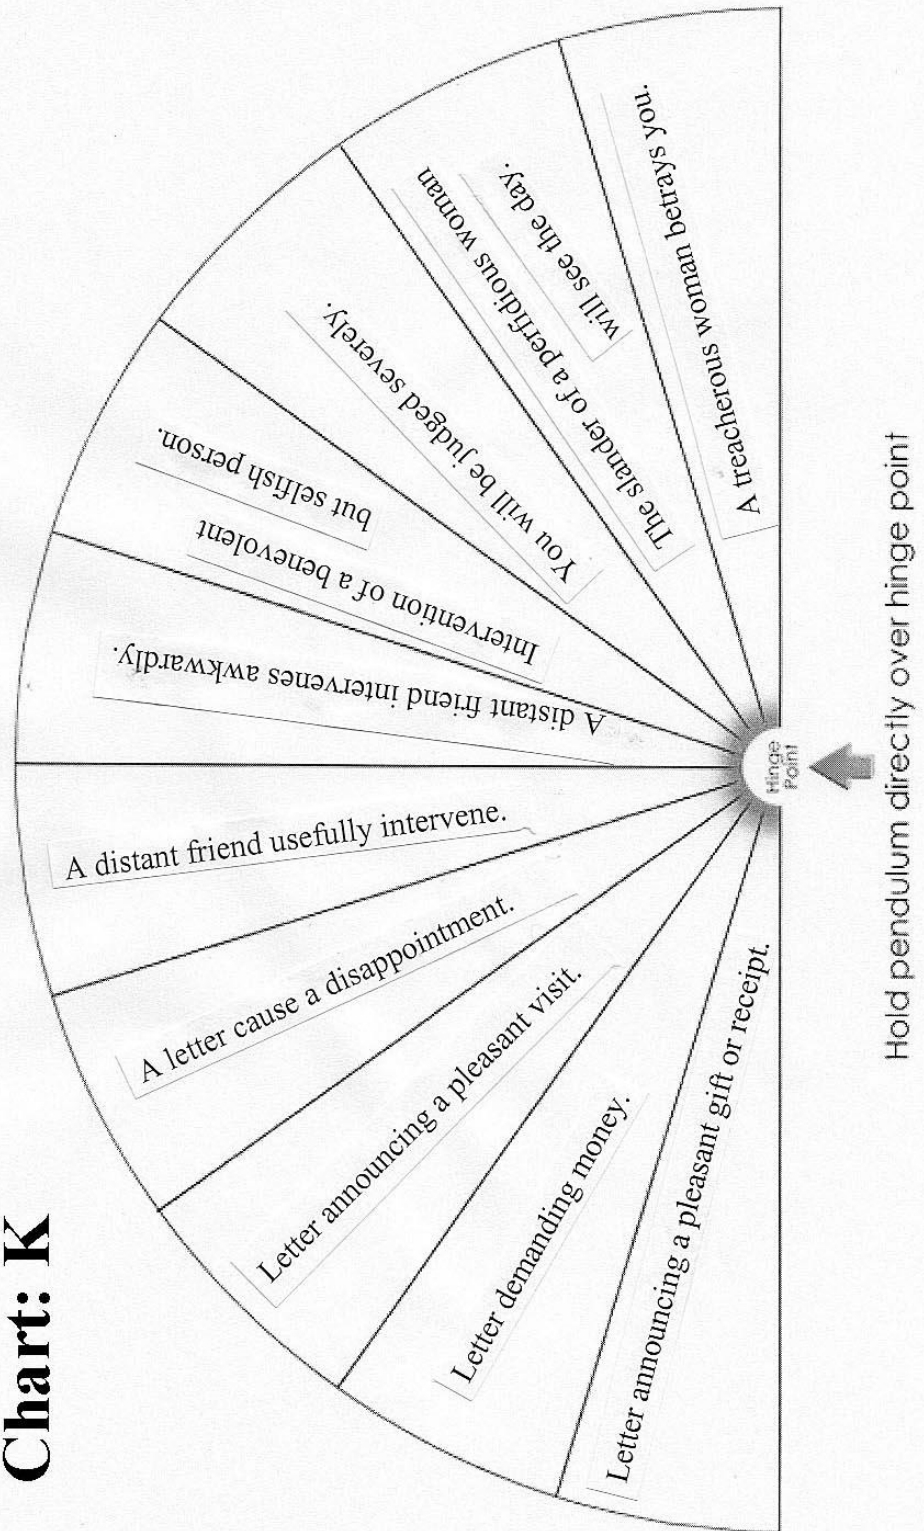 Chart: K
Letter announcing a pleasant gift or receipt.
Letter demanding money.
Letter announcing a pleasant visit.
A letter cause a disappointment.
A distant friend usefully intervene.
A distant friend intervenes awkwardly.
Intervention of a benevolent
but selfish person.
You will be judged severely.
The slander of a perfidious woman
will see the day.
A treacherous woman betrays you.
Hinge
Point
Hold pendulum directly over hinge point